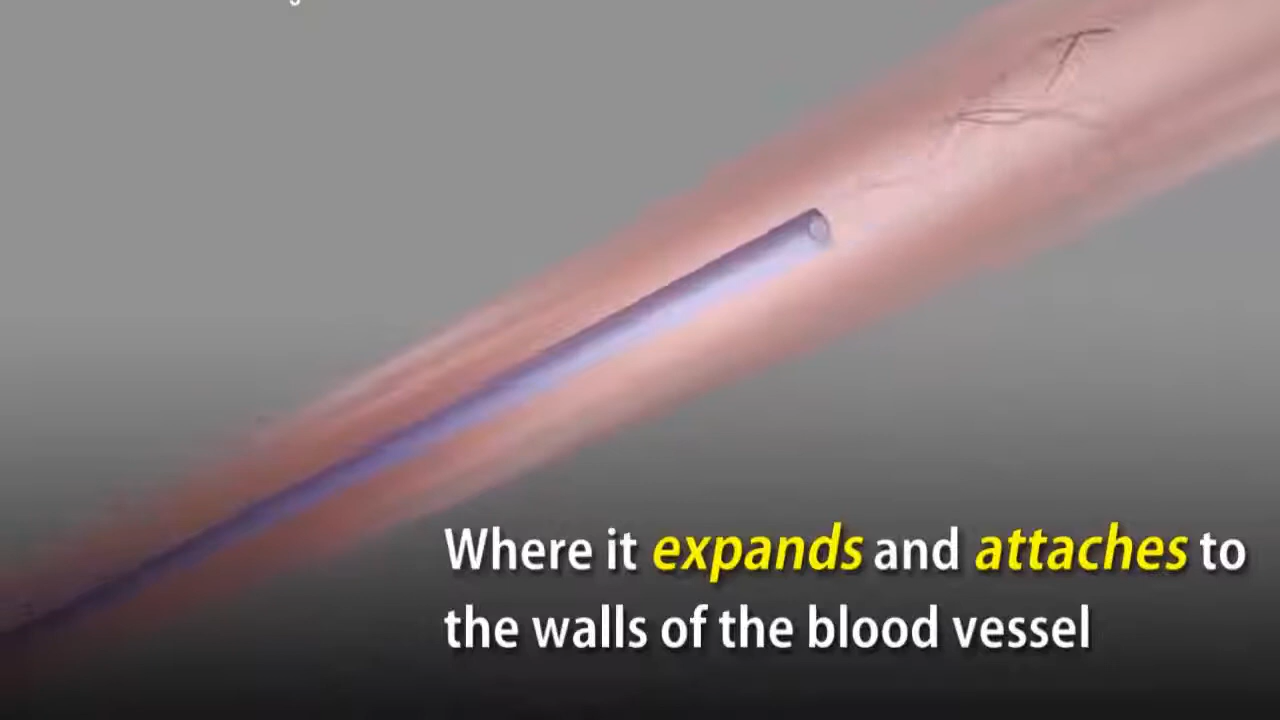 Where it expands and attaches to
the walls of the blood vessel